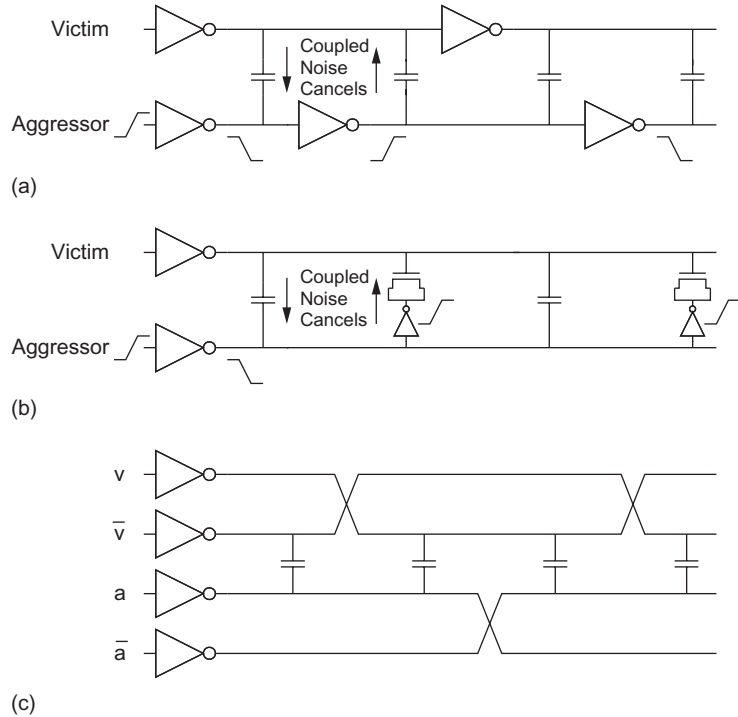 Victim
Coupled
Noise
Cancels
Aggressor
(a)
Victim
Coupled
Noise
Cancels
Aggressor
(b)
v
v̅
a
a̅
(c)